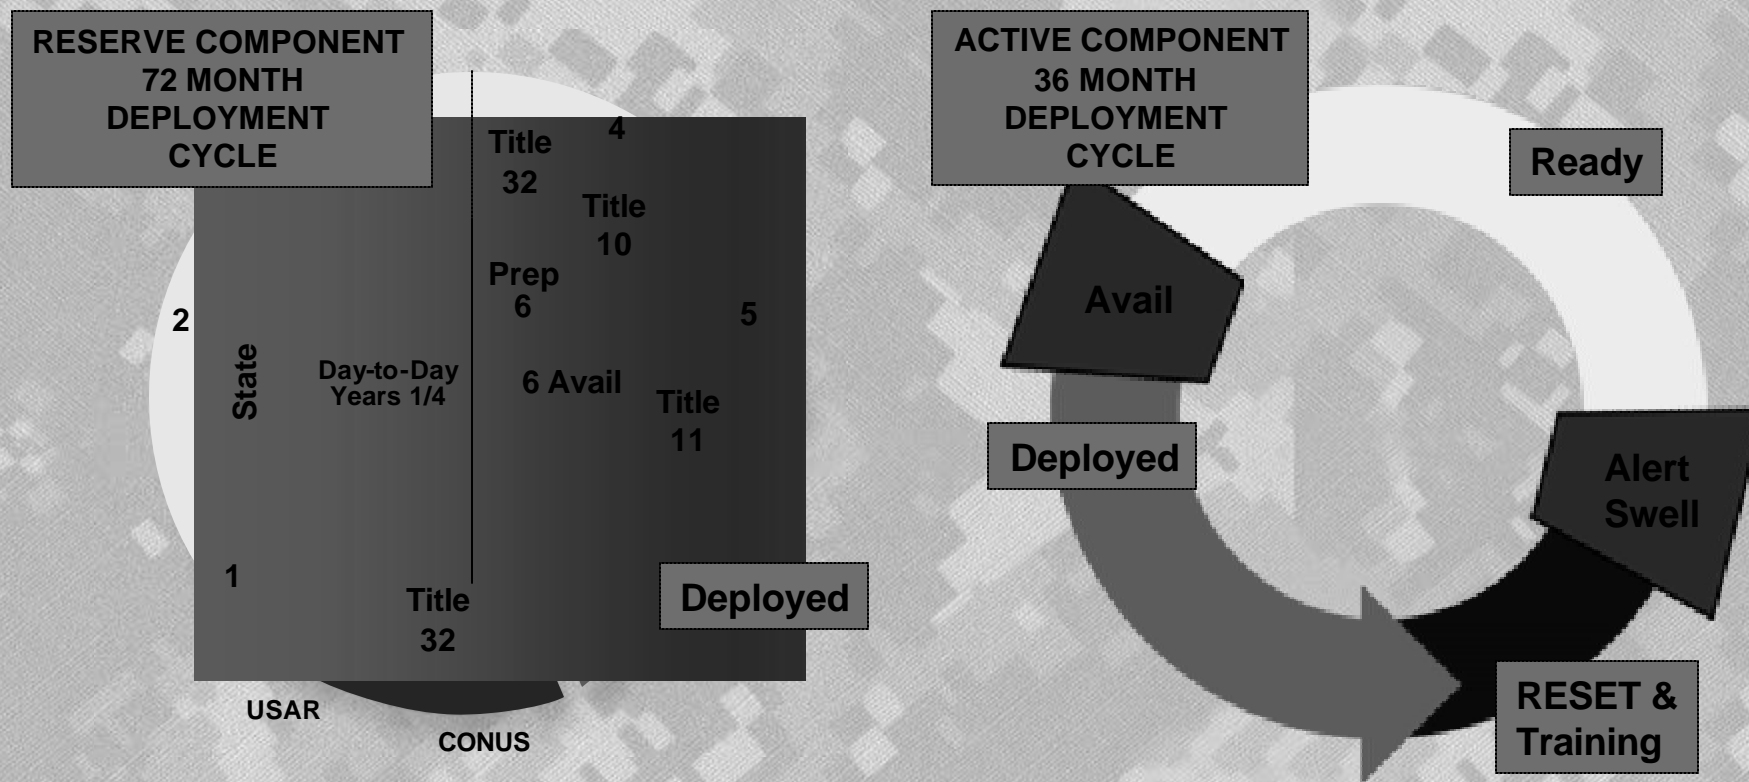 RESERVE COMPONENT
72 MONTH
DEPLOYMENT
CYCLE
Title
32
4
Title
10
Prep
6
5
2
State
Day-to-Day
Years 1/4
6 Avail
Title
11
1
Title
32
Deployed
USAR
CONUS
ACTIVE COMPONENT
36 MONTH
DEPLOYMENT
CYCLE
Ready
Avail
Deployed
Alert
Swell
RESET &
Training